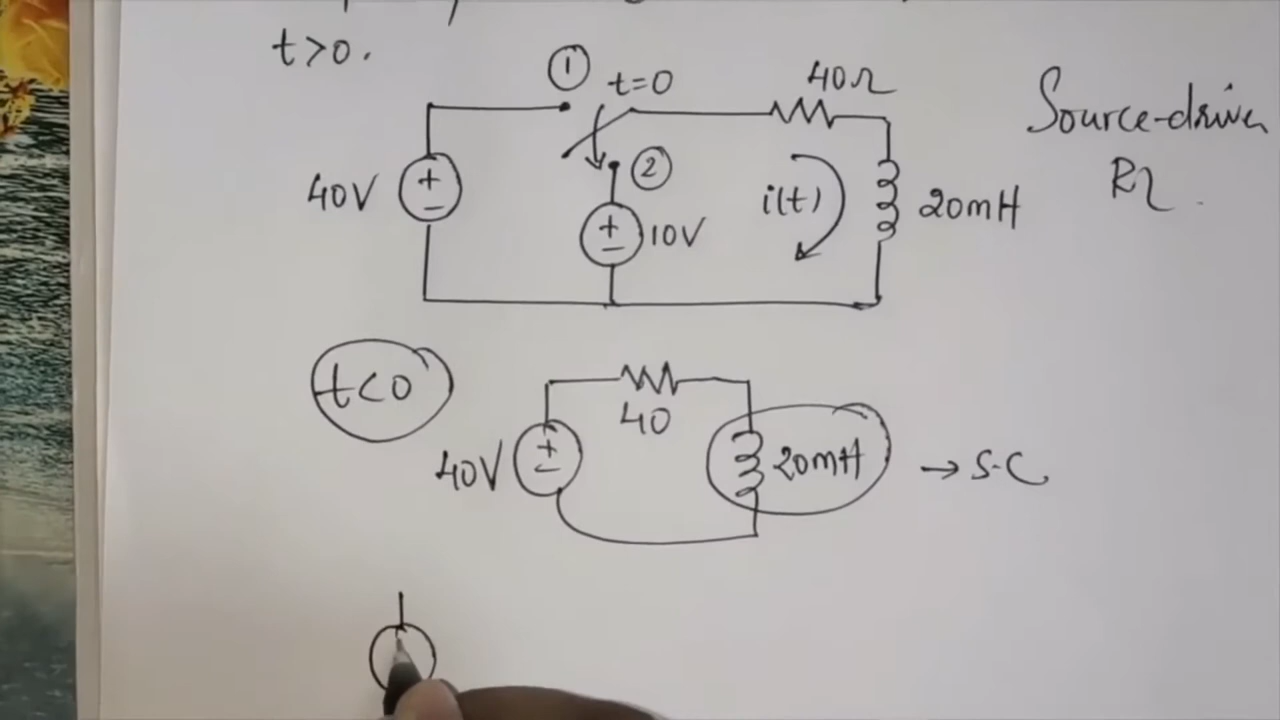 t>0.
① t=0 40Ω
Source-driven
RL
40V + - ② + - 10V i(t) 20mH
t<0
40
40V + - 20mH → S-C